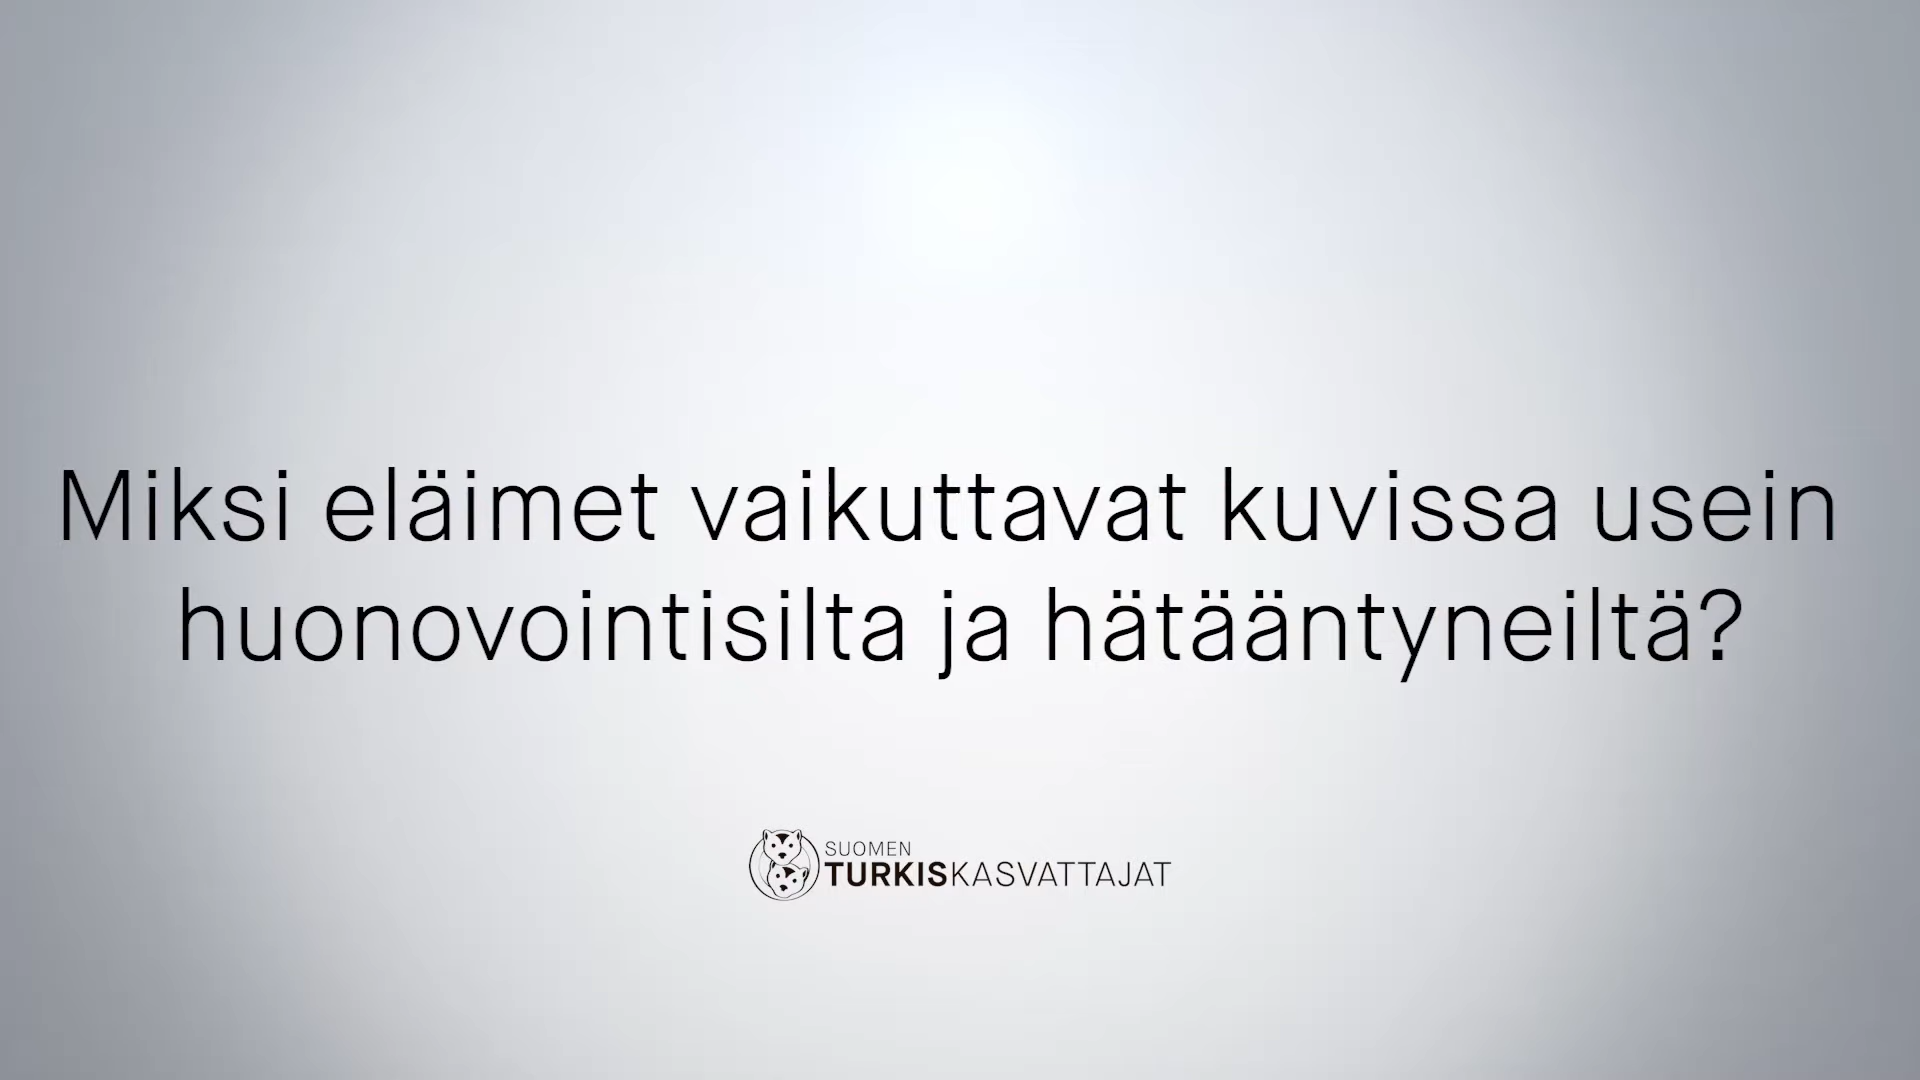 Miksi eläimet vaikuttavat kuvissa usein
huonovointisilta ja hätääntyneiltä?
SUOMEN
TURKISKASVATTAJAT